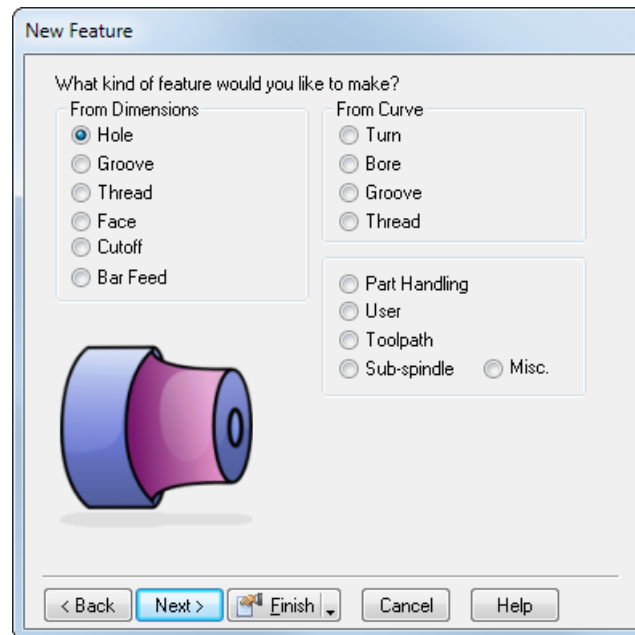 New Feature
What kind of feature would you like to make?
From Dimensions
Hole
Groove
Thread
Face
Cutoff
Bar Feed
From Curve
Turn
Bore
Groove
Thread
Part Handling
User
Toolpath
Sub-spindle Misc.
< Back Next > Finish Cancel Help